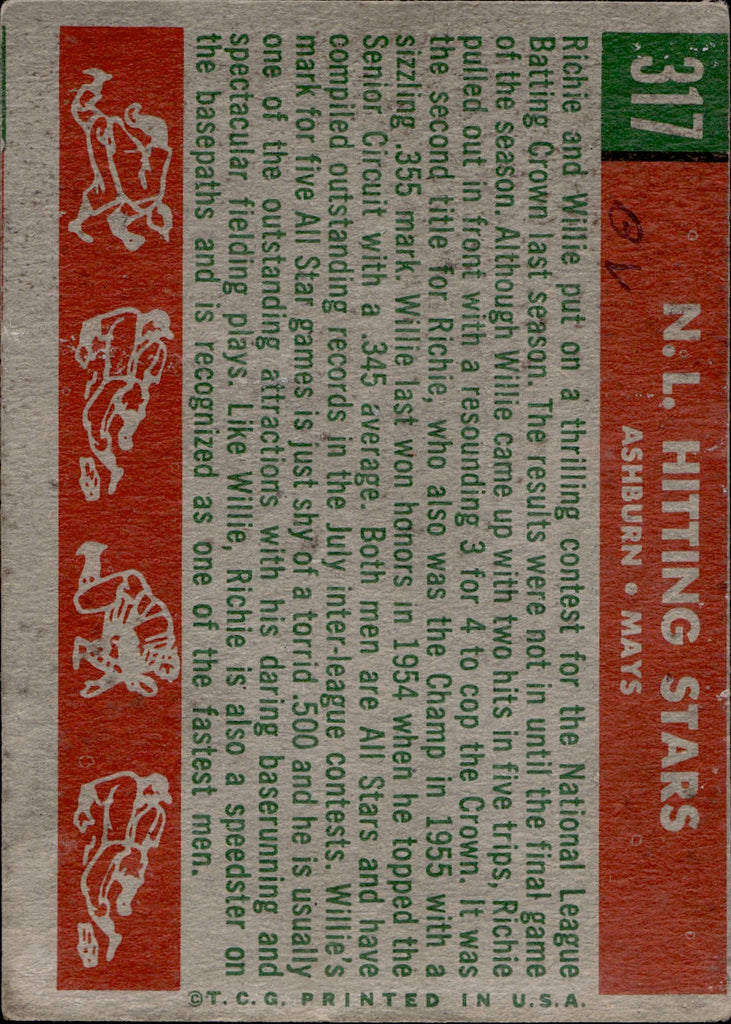 317
N. L. HITTING STARS
ASHBURN • MAYS
Richie and Willie put on a thrilling contest for the National League
Batting Crown last season. The results were not in until the final game
of the season. Although Willie came up with two hits in five trips, Richie
pulled out in front with a resounding 3 for 4 to cop the Crown. It was
the second title for Richie, who also was the Champ in 1955 with a
sizzling .355 mark. Willie last won honors in 1954 when he topped the
Senior Circuit with a .345 average. Both men are All Stars and have
compiled outstanding records in the July inter-league contests. Willie's
mark for five All Star games is just shy of a torrid .500 and he is usually
one of the outstanding attractions with his daring baserunning and
spectacular fielding plays. Like Willie, Richie is also a speedster on
the basepaths and is recognized as one of the fastest men.
©T. C. G. PRINTED IN U.S.A.